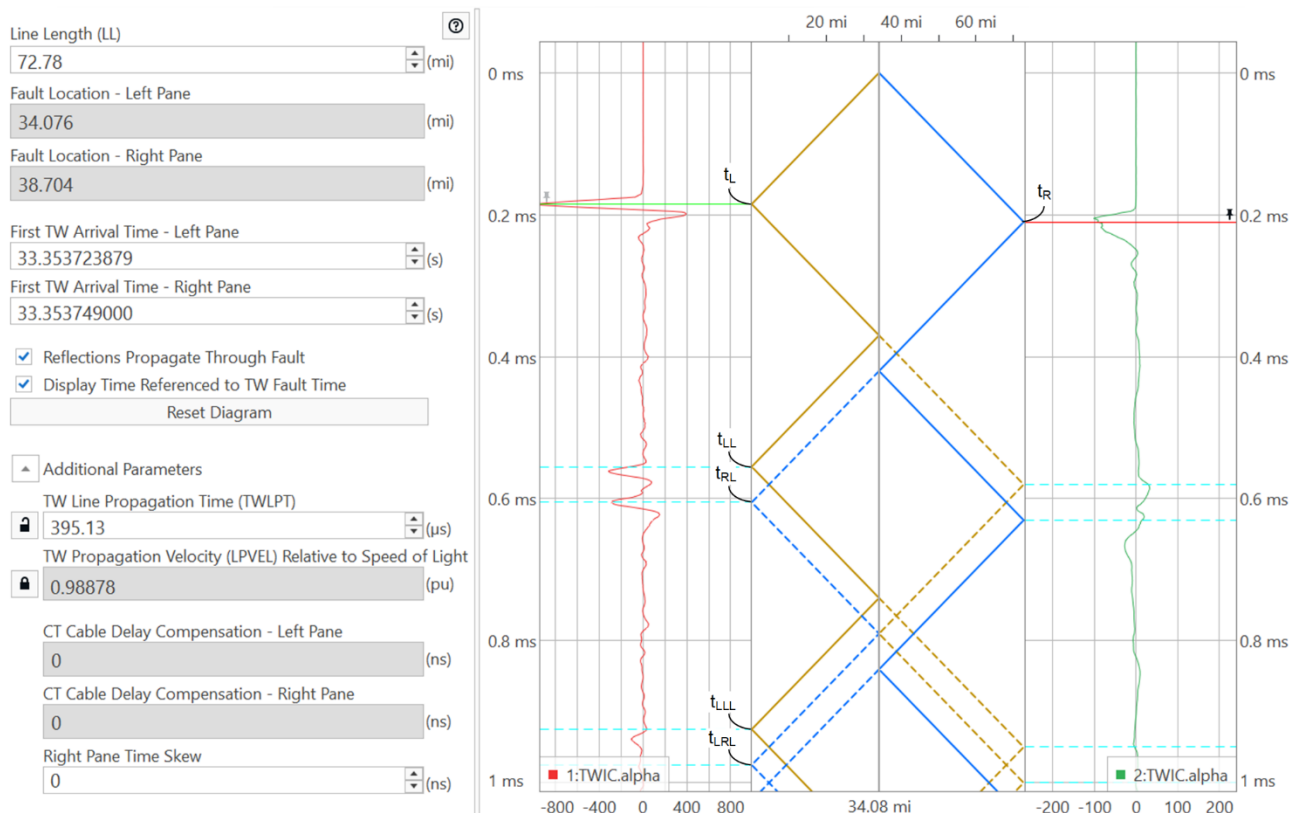 Line Length (LL)
72.78 (mi)
Fault Location - Left Pane
34.076 (mi)
Fault Location - Right Pane
38.704 (mi)
First TW Arrival Time - Left Pane
33.353723879 (s)
First TW Arrival Time - Right Pane
33.353749000 (s)
Reflections Propagate Through Fault
Display Time Referenced to TW Fault Time
Reset Diagram
Additional Parameters
TW Line Propagation Time (TWLPT)
395.13 (µs)
TW Propagation Velocity (LPVEL) Relative to Speed of Light
0.98878 (pu)
CT Cable Delay Compensation - Left Pane
0 (ns)
CT Cable Delay Compensation - Right Pane
0 (ns)
Right Pane Time Skew
0 (ns)
?
20 mi 40 mi 60 mi
0 ms 0 ms
tL
tR
0.2 ms 0.2 ms
0.4 ms 0.4 ms
tLL
tRL
0.6 ms 0.6 ms
0.8 ms 0.8 ms
tLLL
tLRL
1:TWIC.alpha 2:TWIC.alpha
1 ms 1 ms
-800 -400 0 400 800 34.08 mi -200 -100 0 100 200